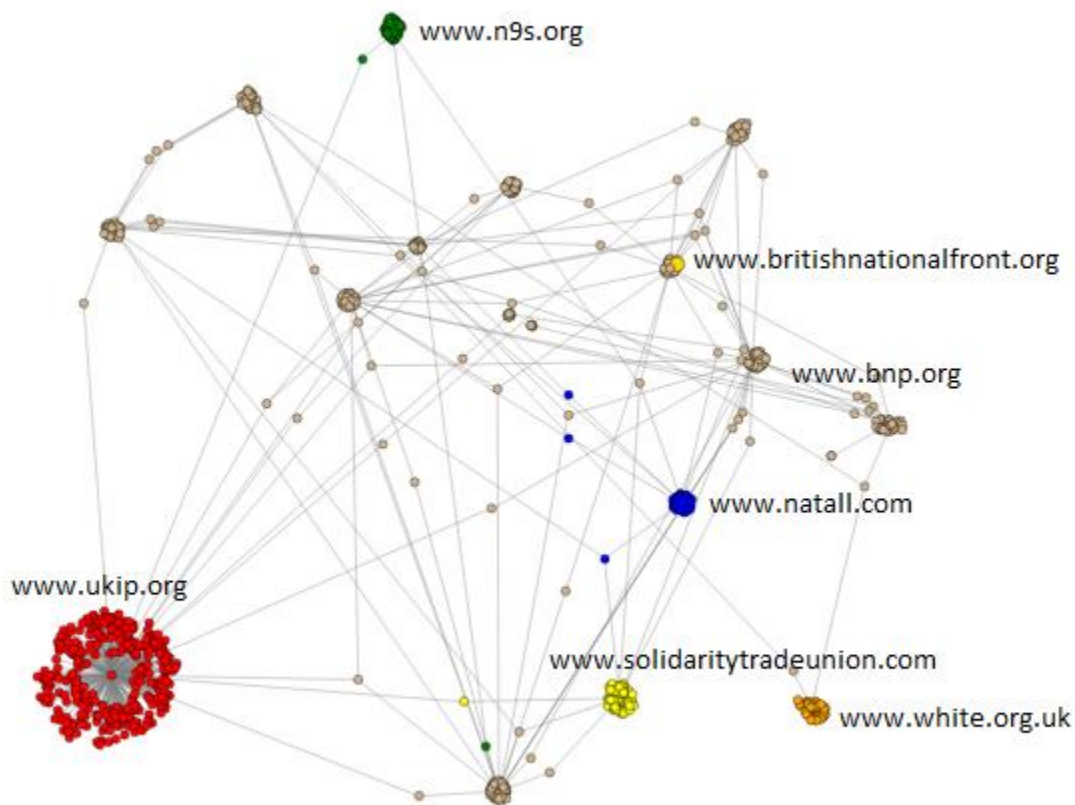 www.n9s.org
www.britishnationalfront.org
www.bnp.org
www.natall.com
www.ukip.org
www.solidaritytradeunion.com
www.white.org.uk